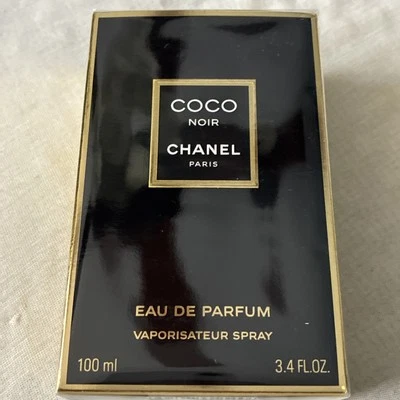 COCO
NOIR
CHANEL
PARIS
EAU DE PARFUM
VAPORISATEUR SPRAY
100 ml 3.4 FL.OZ.